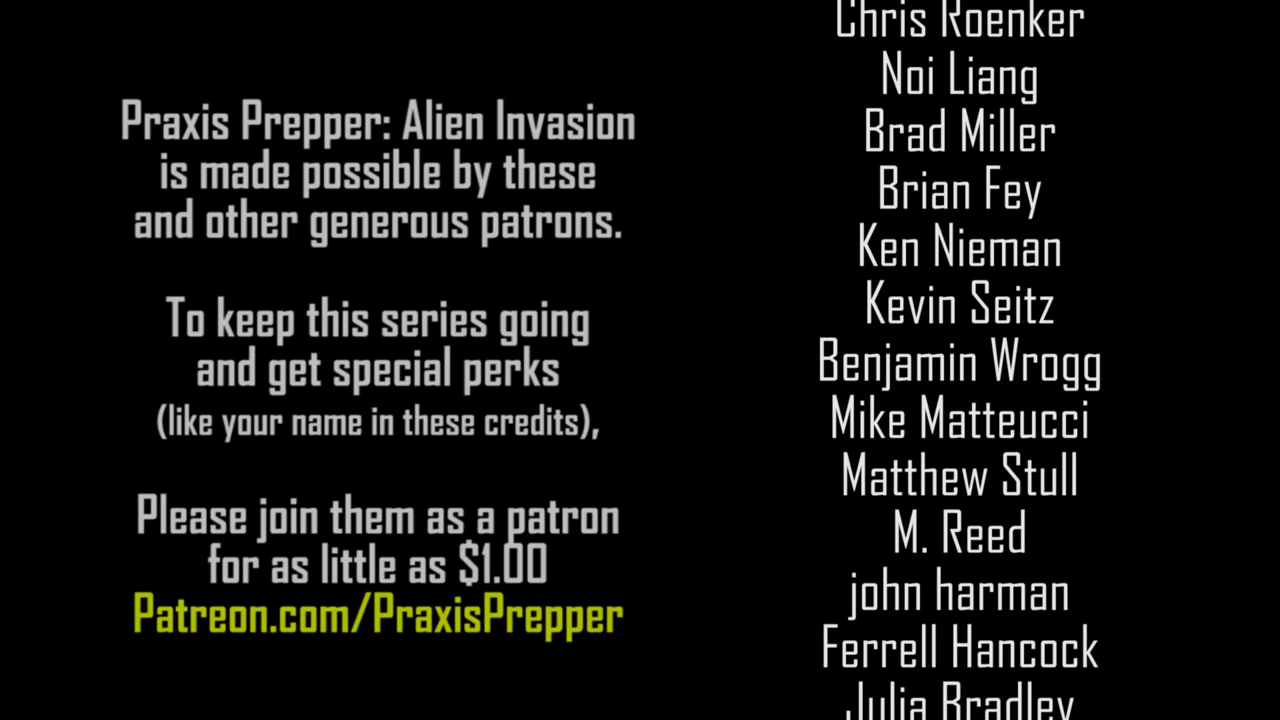 Praxis Prepper: Alien Invasion
is made possible by these
and other generous patrons.
To keep this series going
and get special perks
(like your name in these credits),
Please join them as a patron
for as little as $1.00
Patreon.com/PraxisPrepper
Chris Roenker
Noi Liang
Brad Miller
Brian Fey
Ken Nieman
Kevin Seitz
Benjamin Wrogg
Mike Matteucci
Matthew Stull
M. Reed
john harman
Ferrell Hancock
Julia Bradley